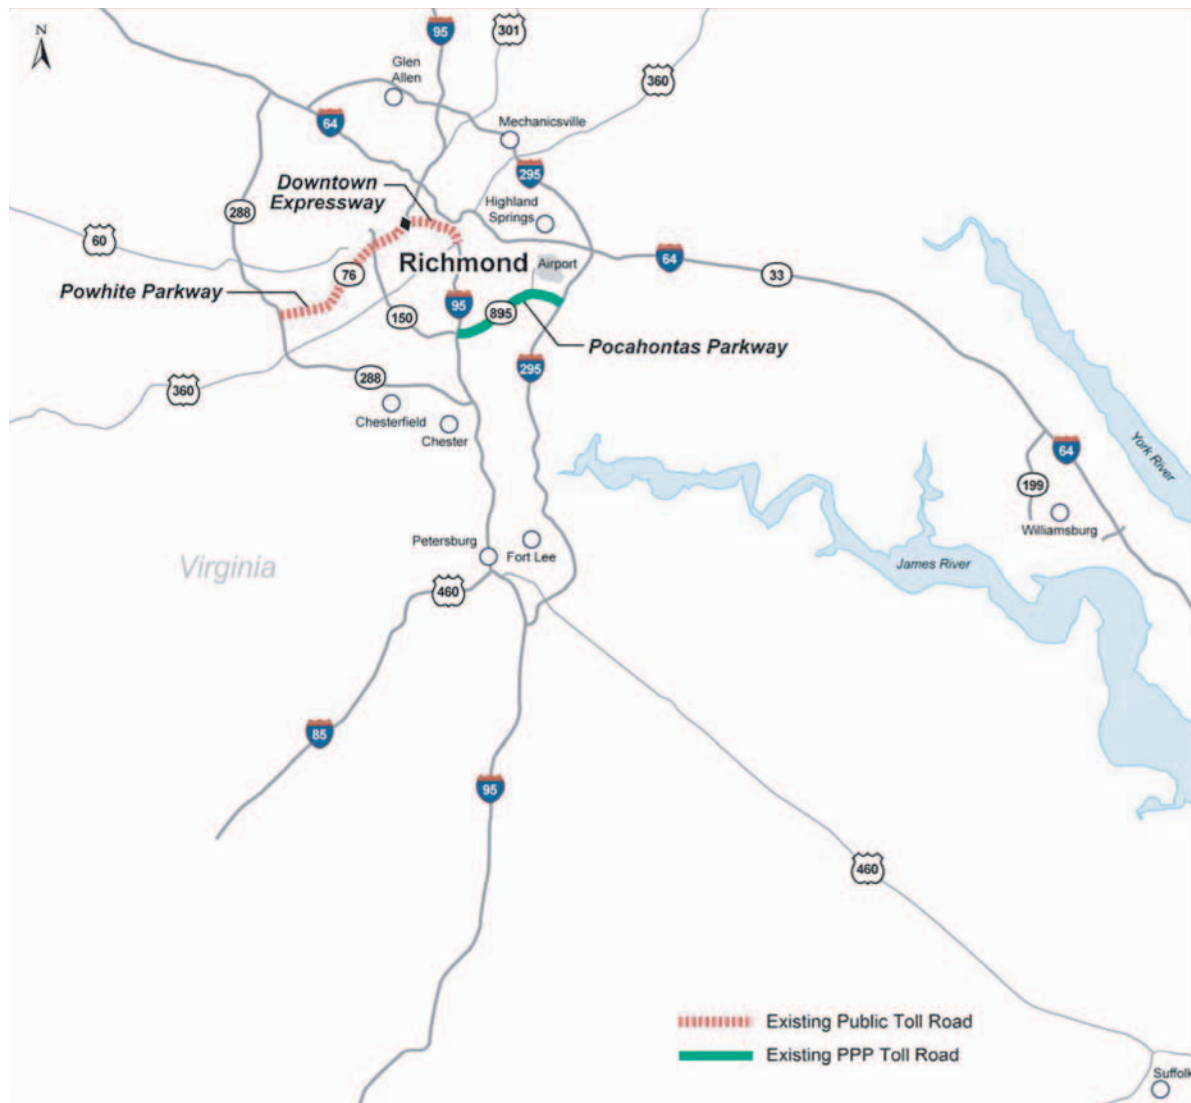 N
95
301
Glen
Allen
360
64
Mechanicsville
295
Downtown
Expressway
288
Highland
Springs
60
Richmond
Airport
64
33
76
Powhite Parkway
95
895
150
Pocahontas Parkway
295
288
360
Chesterfield
Chester
York River
64
199
Williamsburg
Petersburg
Fort Lee
Virginia
James River
460
85
95
460
Existing Public Toll Road
Existing PPP Toll Road
Suffolk